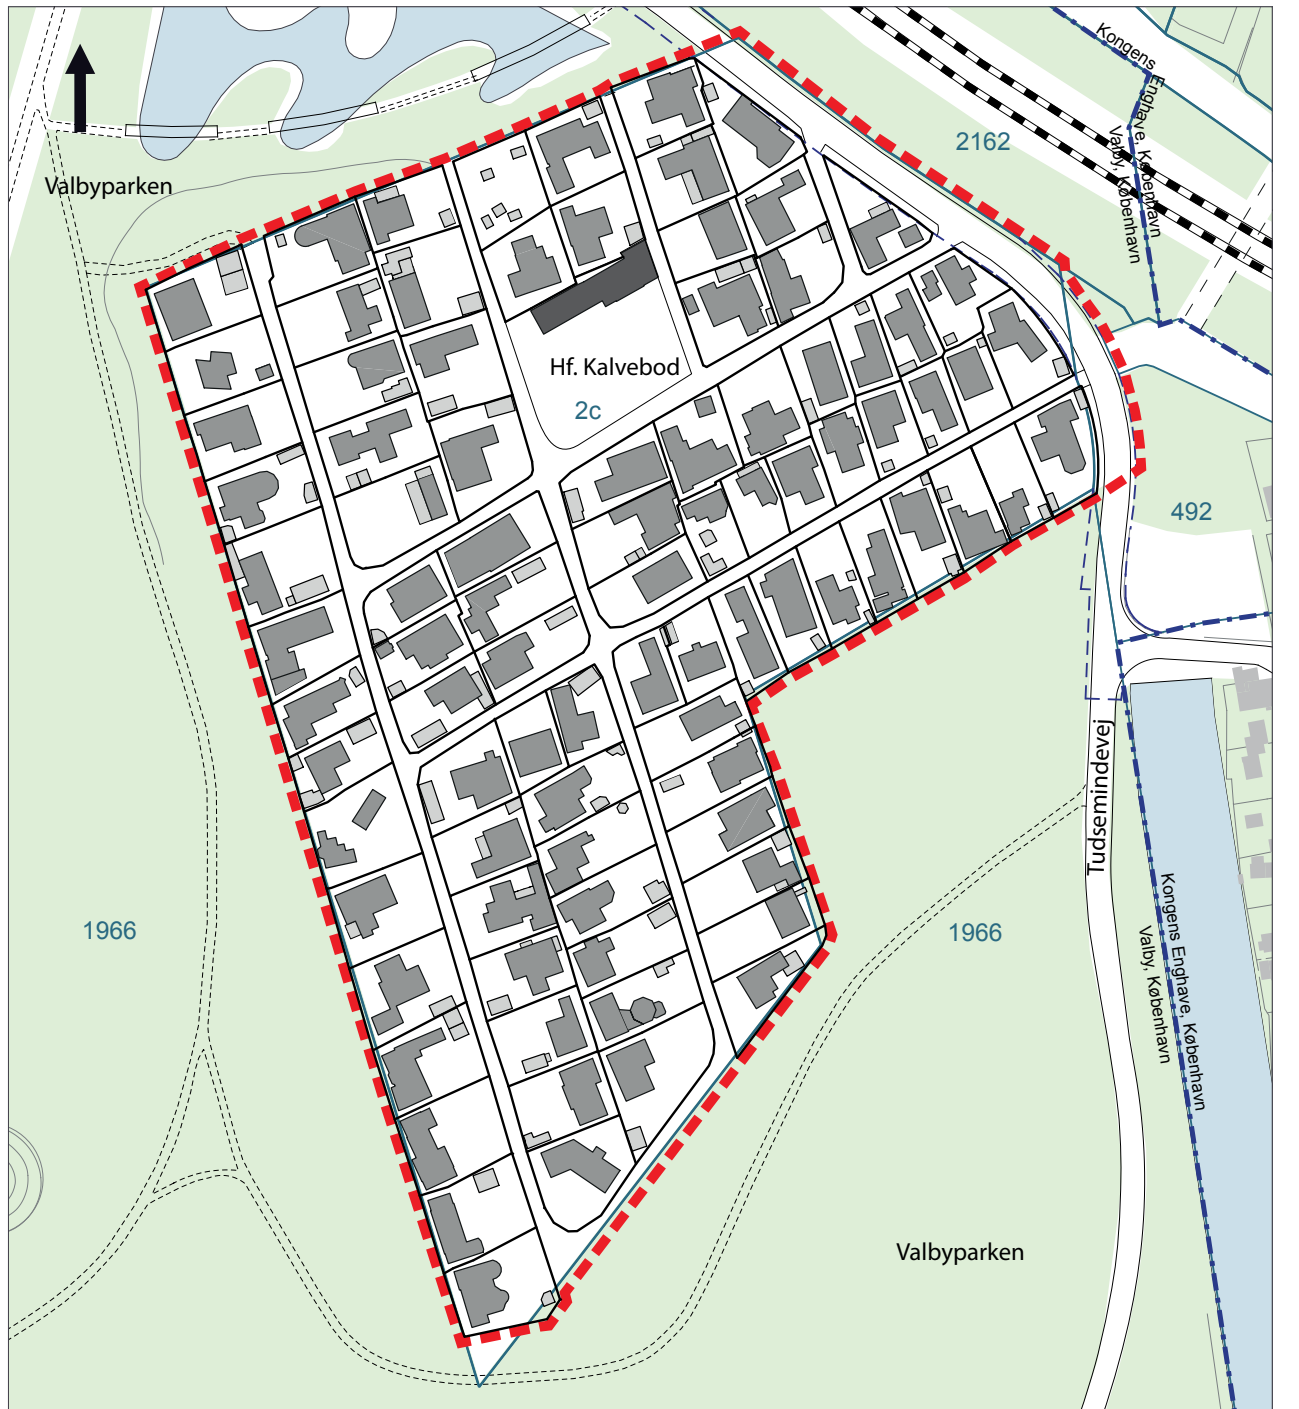 Kongens Enghave, København
Valby, København
2162
Valbyparken
Hf. Kalvebod
2c
492
Tudsemindevej
1966
1966
Kongens Enghave, København
Valby, København
Valbyparken